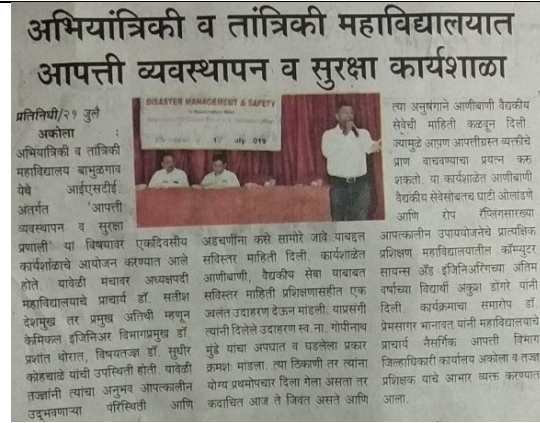 अभियांत्रिकी व तांत्रिकी महाविद्यालयात
आपत्ती व्यवस्थापन व सुरक्षा कार्यशाळा
प्रतिनिधी/२१ जुलै
अकोला :
अभियांत्रिकी व तांत्रिकी
महाविद्यालय बाभुळगाव
येथे आईएसटीई.
अंतर्गत 'आपत्ती
व्यवस्थापन व सुरक्षा
प्रणाली' या विषयावर एकदिवसीय
कार्यशाळेचे आयोजन करण्यात आले
होते. यावेळी मंचावर अध्यक्षपदी
महाविद्यालयाचे प्राचार्य डॉ. सतीश
देशमुख तर प्रमुख अतिथी म्हणून
केमिकल इंजिनिअर विभागप्रमुख डॉ.
प्रशांत थोरात, विषयतज्ज्ञ डॉ. सुधीर
कोहचाळे यांची उपस्थिती होती. यावेळी
तज्ज्ञांनी त्यांचा अनुभव आपत्कालीन
उद्भवणाऱ्या परिस्थिती आणि
DISASTER MANAGEMENT & SAFETY
अडचणींना कसे सामोरे जावे याबद्दल
सविस्तर माहिती दिली. कार्यशाळेत
आणीबाणी, वैद्यकीय सेवा याबाबत
सविस्तर माहिती प्रशिक्षणासहीत एक
ज्वलंत उदाहरण देऊन मांडली. याप्रसंगी
त्यांनी दिलेले उदाहरण स्व.ना. गोपीनाथ
मुंडे यांचा अपघात व घडलेला प्रकार
क्रमशः मांडला. त्या ठिकाणी तर त्यांना
योग्य प्रथमोपचार दिला गेला असता तर
कदाचित आज ते जिवंत असते आणि
त्या अनुषंगाने आणीबाणी वैद्यकीय
सेवेची माहिती कळवून दिली.
ज्यामुळे आपण आपत्तीग्रस्त व्यक्तीचे
प्राण वाचवण्याचा प्रयत्न करु
शकतो. या कार्यशाळेत आणीबाणी
वैद्यकीय सेवेसोबतच घाटी ओलांडणे
आणि रोप रॅप्लिंगसारख्या
आपत्कालीन उपाययोजनेचे प्रात्यक्षिक
प्रशिक्षण महाविद्यालयातील कॉम्प्युटर
सायन्स अँड इंजिनिअरिंगच्या अंतिम
वर्षाच्या विद्यार्थी अंकुश डोंगरे यांनी
दिली. कार्यक्रमाचा समारोप डॉ.
प्रेमसागर भानावत यांनी महाविद्यालयाचे
प्राचार्य नैसर्गिक आपत्ती विभाग
जिल्हाधिकारी कार्यालय अकोला व तज्ज्ञ
प्रशिक्षक यांचे आभार व्यक्त करण्यात
आला.